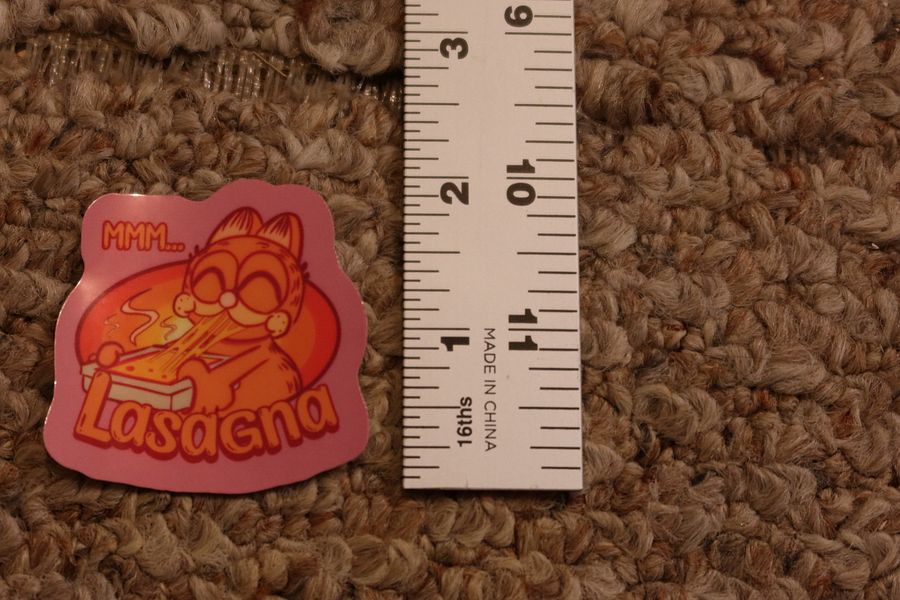 MMM...
Lasagna
3
2
1
16ths
9
10
11
MADE IN CHINA